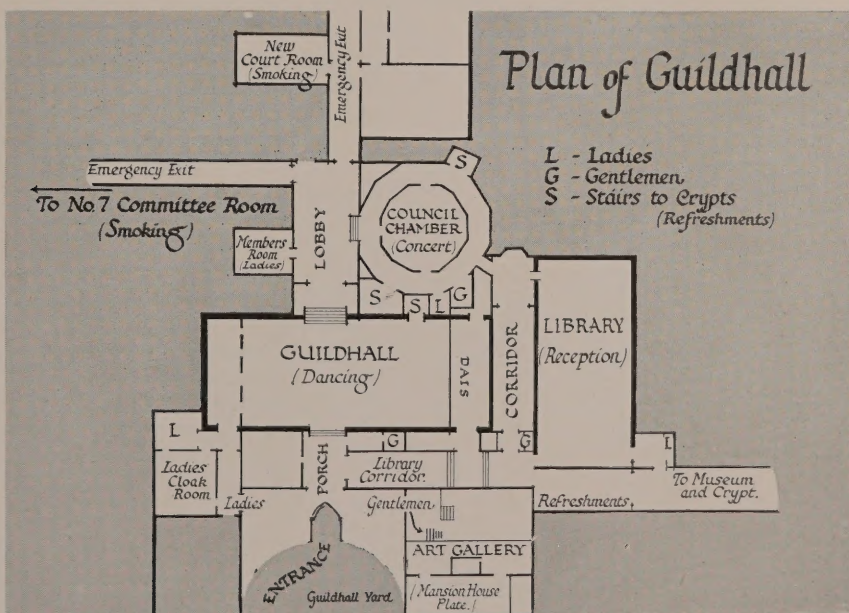 Plan of Guildhall
L - Ladies
G - Gentlemen
S - Stairs to Crypts
(Refreshments)
New
Court Room
(Smoking)
Emergency Exit
Emergency Exit
To No. 7 Committee Room
(Smoking)
Members
Room
(Ladies)
LOBBY
S
COUNCIL
CHAMBER
(Concert)
S
S
L
G
GUILDHALL
(Dancing)
DAIS
CORRIDOR
LIBRARY
(Reception)
L
Ladies
Cloak
Room
Ladies
PORCH
G
Library
Corridor.
G
L
To Museum
and Crypt.
Refreshments
Gentlemen
ART GALLERY
(Mansion House
Plate.)
ENTRANCE
Guildhall Yard